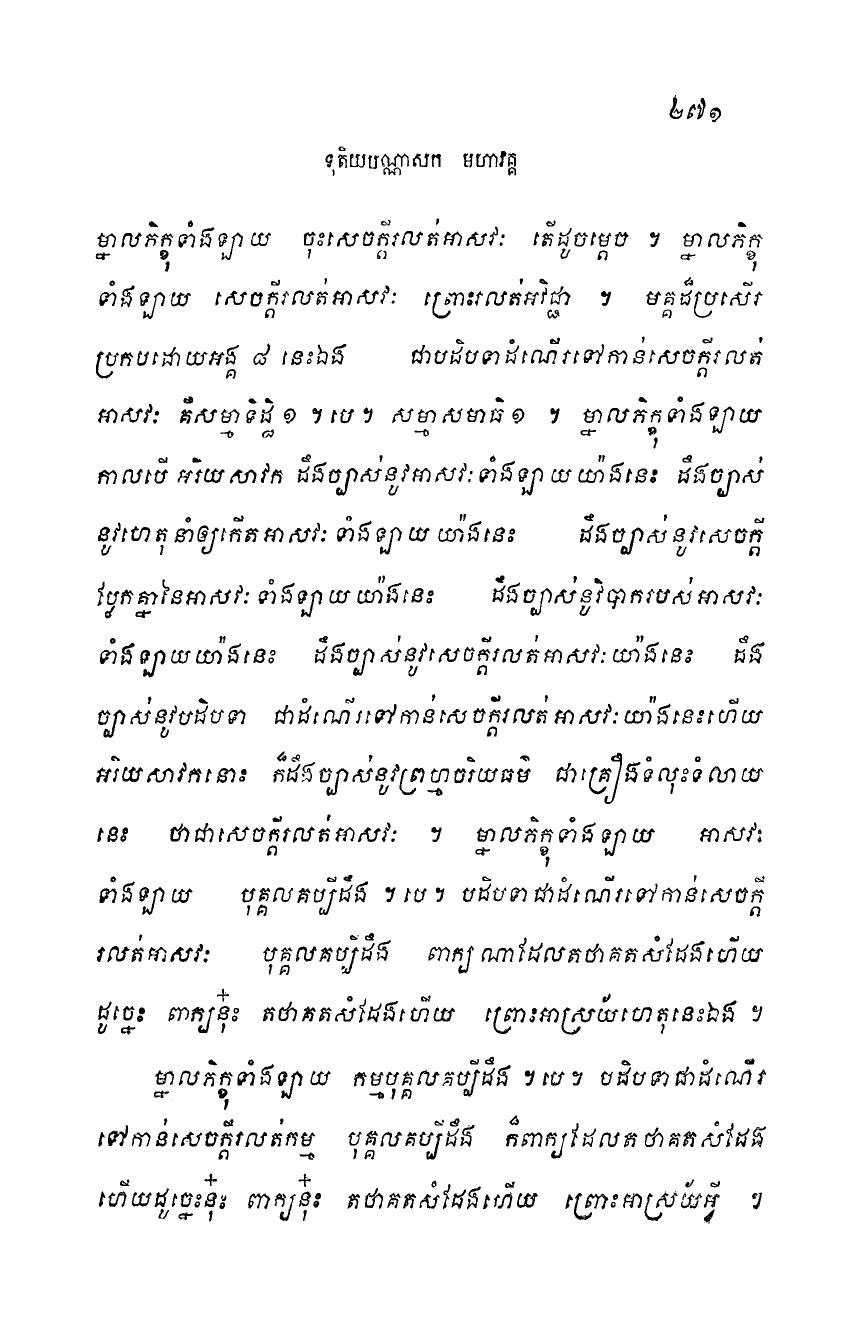 ២៧១
ទុតិយបណ្ណាសក មហាវគ្គ
ម្នាលភិក្ខុទាំងឡាយ ចុះសេចក្តីរលត់អាសវៈ តើដូចម្តេច ។ ម្នាលភិក្ខុ
ទាំងឡាយ សេចក្តីរលត់អាសវៈ ព្រោះរលត់អវិជ្ជា ។ មគ្គដ៏ប្រសើរ
ប្រកបដោយអង្គ ៨ នេះឯង ជាបដិបទាដំណើរទៅកាន់សេចក្តីរលត់
អាសវៈ គឺសម្មាទិដ្ឋិ ១ ។ បេ ។ សម្មាសមាធិ ១ ។ ម្នាលភិក្ខុទាំងឡាយ
កាលបើ អរិយសាវក ដឹងច្បាស់នូវអាសវៈទាំងឡាយយ៉ាងនេះ ដឹងច្បាស់
នូវហេតុនាំឲ្យកើតអាសវៈ ទាំងឡាយ យ៉ាងនេះ ដឹងច្បាស់នូវសេចក្តី
ប្លែកគ្នានៃអាសវៈ ទាំងឡាយ យ៉ាងនេះ ដឹងច្បាស់នូវវិបាករបស់អាសវៈ
ទាំងឡាយយ៉ាងនេះ ដឹងច្បាស់នូវសេចក្តីរលត់អាសវៈយ៉ាងនេះ ដឹង
ច្បាស់នូវបដិបទា ជាដំណើរទៅកាន់សេចក្តីរលត់អាសវៈយ៉ាងនេះហើយ
អរិយសាវកនោះ ក៏ដឹងច្បាស់នូវព្រហ្មចរិយធម៌ ជាគ្រឿងទំលុះទំលាយ
នេះ ថាជាសេចក្តីរលត់អាសវៈ ។ ម្នាលភិក្ខុទាំងឡាយ អាសវៈ
ទាំងឡាយ បុគ្គលគប្បីដឹង ។ បេ ។ បដិបទាជាដំណើរទៅកាន់សេចក្តី
រលត់អាសវៈ បុគ្គលគប្បីដឹង ពាក្យណាដែលតថាគតសំដែងហើយ
ដូច្នេះ ពាក្យនុ៎ះ តថាគតសំដែងហើយ ព្រោះអាស្រ័យហេតុនេះឯង ។
ម្នាលភិក្ខុទាំងឡាយ កម្មបុគ្គលគប្បីដឹង ។ បេ ។ បដិបទាជាដំណើរ
ទៅកាន់សេចក្តីរលត់កម្ម បុគ្គលគប្បីដឹង ក៏ពាក្យដែលតថាគតសំដែង
ហើយដូច្នេះនុ៎ះ ពាក្យនុ៎ះ តថាគតសំដែងហើយ ព្រោះអាស្រ័យអ្វី ។